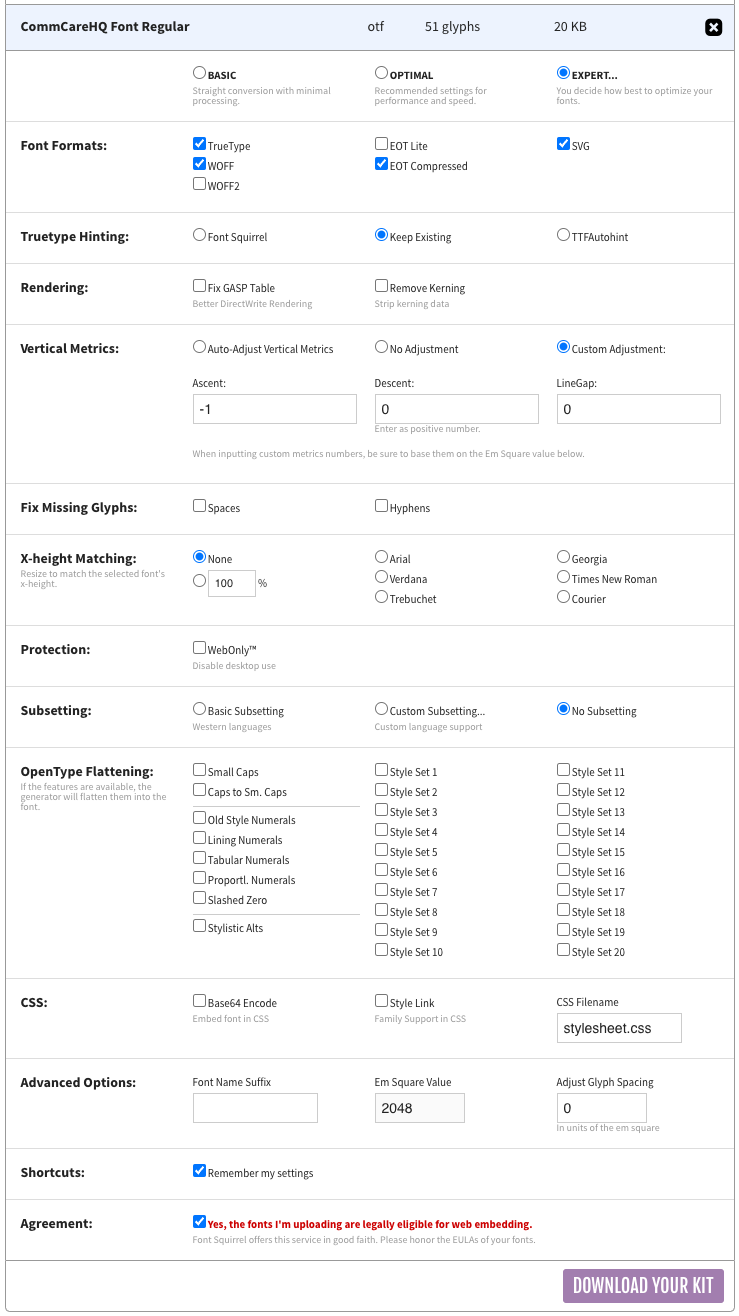 CommCareHQ Font Regular otf 51 glyphs 20 KB
BASIC OPTIMAL EXPERT...
Straight conversion with minimal Recommended settings for You decide how best to optimize your
processing. performance and speed. fonts.
Font Formats: TrueType EOT Lite SVG
WOFF EOT Compressed
WOFF2
Truetype Hinting: Font Squirrel Keep Existing TTFAutohint
Rendering: Fix GASP Table Remove Kerning
Better DirectWrite Rendering Strip kerning data
Vertical Metrics: Auto-Adjust Vertical Metrics No Adjustment Custom Adjustment:
Ascent: Descent: LineGap:
-1 0 0
Enter as positive number.
When inputting custom metrics numbers, be sure to base them on the Em Square value below.
Fix Missing Glyphs: Spaces Hyphens
X-height Matching: None Arial Georgia
Resize to match the selected font's 100 % Verdana Times New Roman
x-height.
Trebuchet Courier
Protection: WebOnly™
Disable desktop use
Subsetting: Basic Subsetting Custom Subsetting... No Subsetting
Western languages Custom language support
OpenType Flattening: Small Caps Style Set 1 Style Set 11
If the features are available, the Caps to Sm. Caps Style Set 2 Style Set 12
generator will flatten them into the
font. Style Set 3 Style Set 13
Old Style Numerals
Lining Numerals Style Set 4 Style Set 14
Tabular Numerals Style Set 5 Style Set 15
Proportl. Numerals Style Set 6 Style Set 16
Slashed Zero Style Set 7 Style Set 17
Style Set 8 Style Set 18
Stylistic Alts Style Set 9 Style Set 19
Style Set 10 Style Set 20
CSS: Base64 Encode Style Link CSS Filename
Embed font in CSS Family Support in CSS
stylesheet.css
Advanced Options: Font Name Suffix Em Square Value Adjust Glyph Spacing
2048 0
In units of the em square
Shortcuts: Remember my settings
Agreement: Yes, the fonts I'm uploading are legally eligible for web embedding.
Font Squirrel offers this service in good faith. Please honor the EULAs of your fonts.
DOWNLOAD YOUR KIT